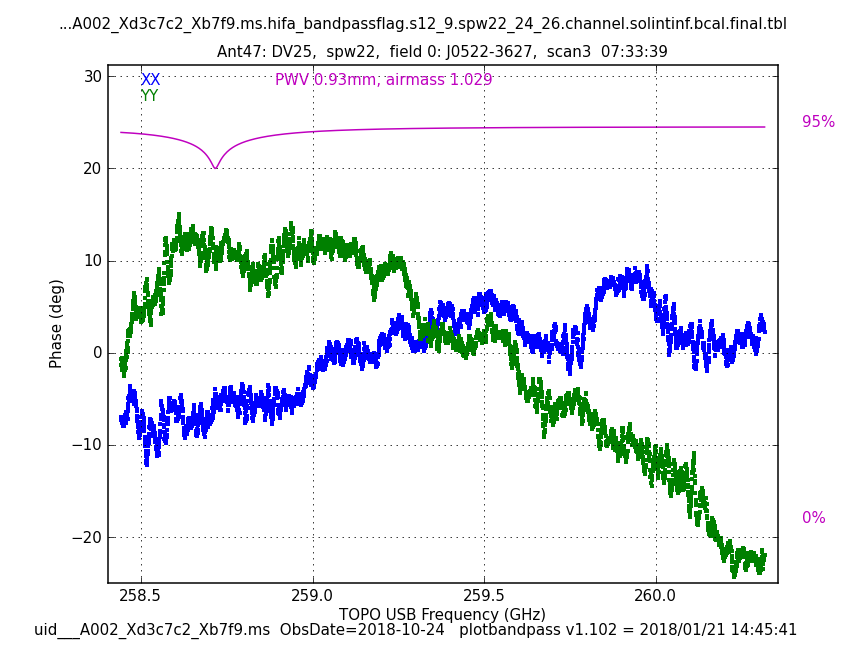 ...A002_Xd3c7c2_Xb7f9.ms.hifa_bandpassflag.s12_9.spw22_24_26.channel.solintinf.bcal.final.tbl
Ant47: DV25,  spw22,  field 0: J0522-3627,  scan3  07:33:39
30
XX
PWV 0.93mm, airmass 1.029
YY
95%
20
10
Phase (deg)
0
−10
0%
−20
258.5
259.0
259.5
260.0
TOPO USB Frequency (GHz)
uid___A002_Xd3c7c2_Xb7f9.ms  ObsDate=2018-10-24   plotbandpass v1.102 = 2018/01/21 14:45:41